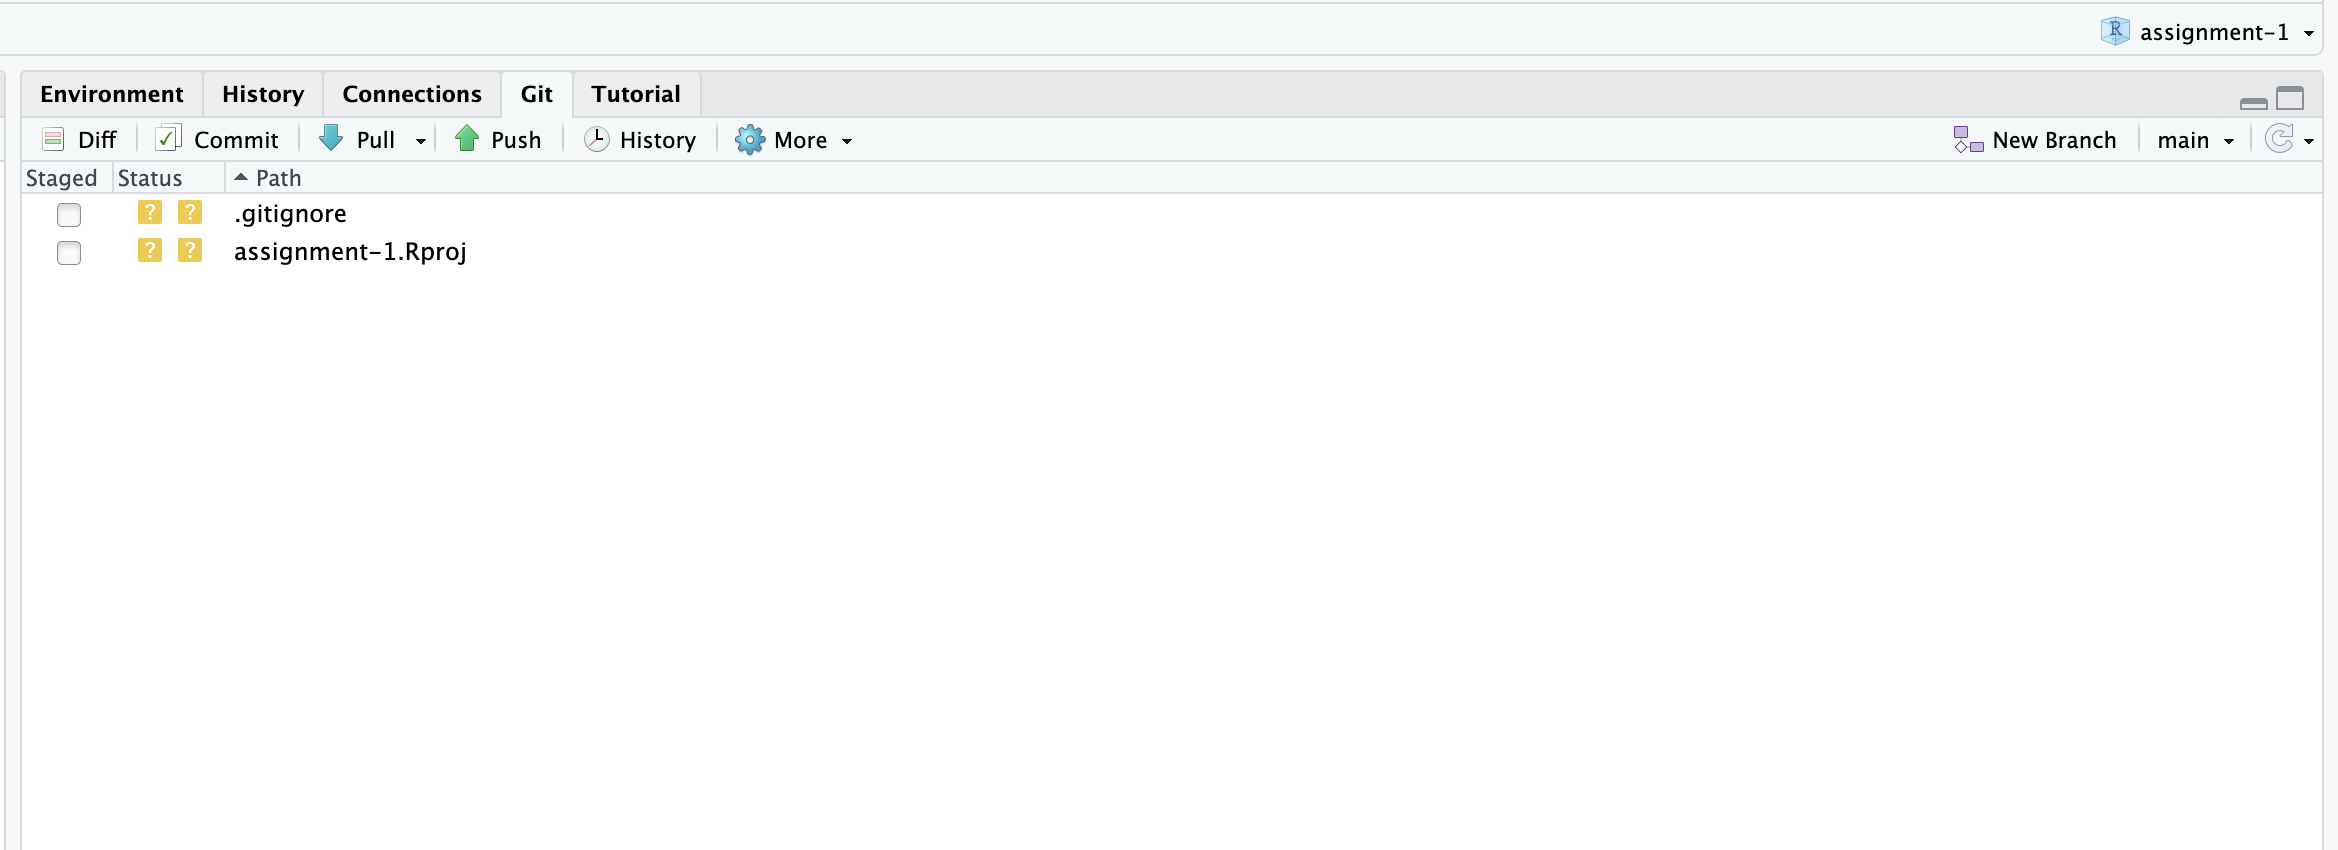 assignment-1
Environment History Connections Git Tutorial
Diff Commit Pull Push History More New Branch main
Staged Status Path
? ? .gitignore
? ? assignment-1.Rproj